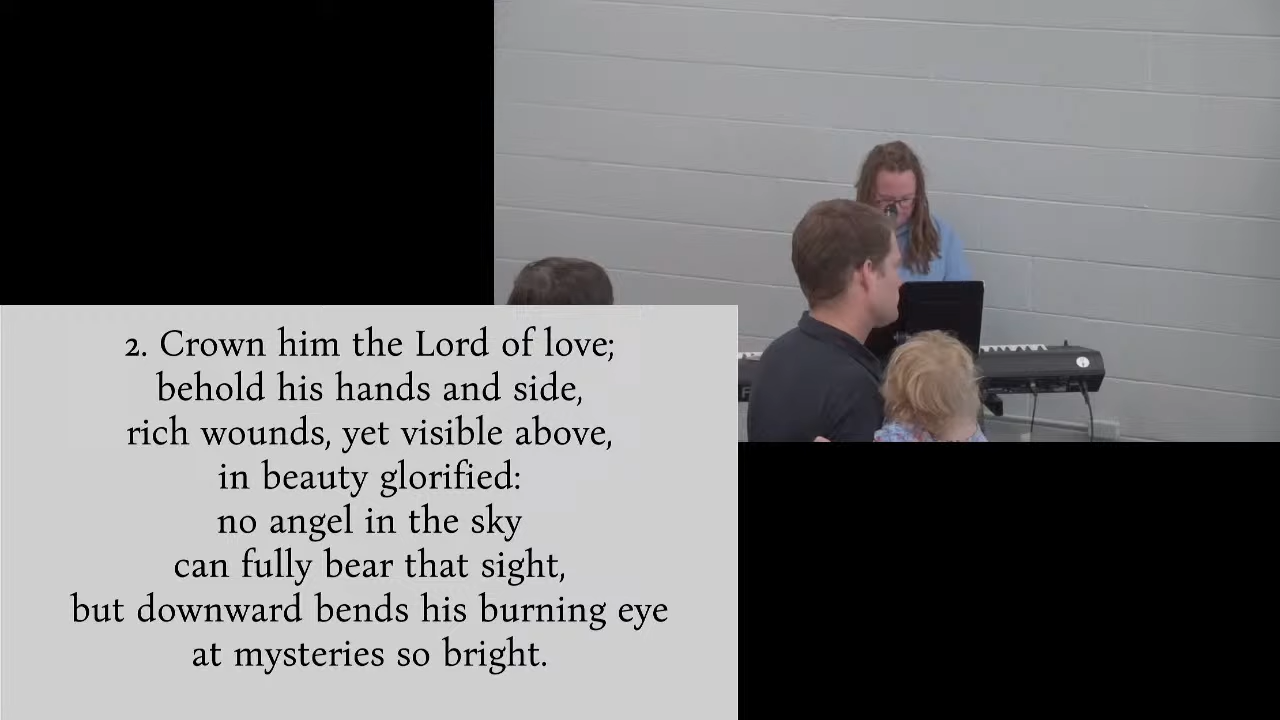 2. Crown him the Lord of love;
behold his hands and side,
rich wounds, yet visible above,
in beauty glorified:
no angel in the sky
can fully bear that sight,
but downward bends his burning eye
at mysteries so bright.